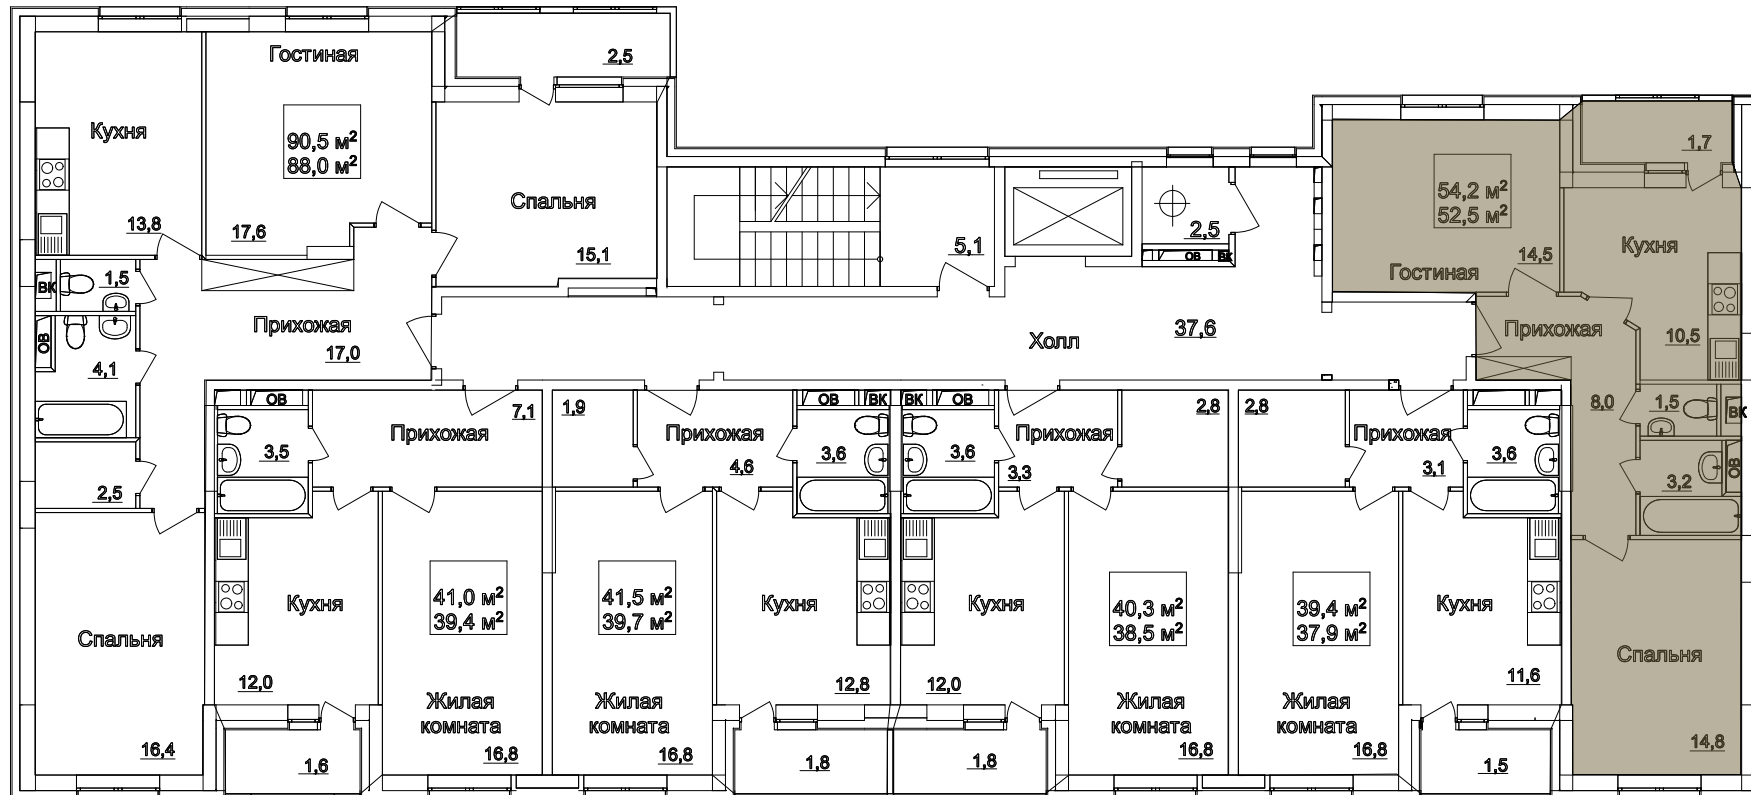 Гостиная
2,5
Кухня
90,5 м²
88,0 м²
1,7
54,2 м²
52,5 м²
Спальня
13,8
17,6
15,1
5,1
2,5
ОВ
ВК
Кухня
14,5
Гостиная
ВК
1,5
Прихожая
17,0
Холл
37,6
Прихожая
10,5
ОВ
4,1
2,5
ОВ
3,5
Прихожая
7,1
1,9
Прихожая
4,6
ОВ
ВК
3,6
ВК
ОВ
3,6
Прихожая
3,3
2,8
2,8
Прихожая
3,1
3,6
8,0
1,5
ВК
3,2
ОВ
Кухня
41,0 м²
39,4 м²
41,5 м²
39,7 м²
Кухня
Кухня
40,3 м²
38,5 м²
39,4 м²
37,9 м²
Кухня
Спальня
Спальня
12,0
Жилая
комната
16,8
Жилая
комната
16,8
12,8
12,0
Жилая
комната
16,8
Жилая
комната
16,8
11,6
16,4
1,6
1,8
1,8
1,5
14,8